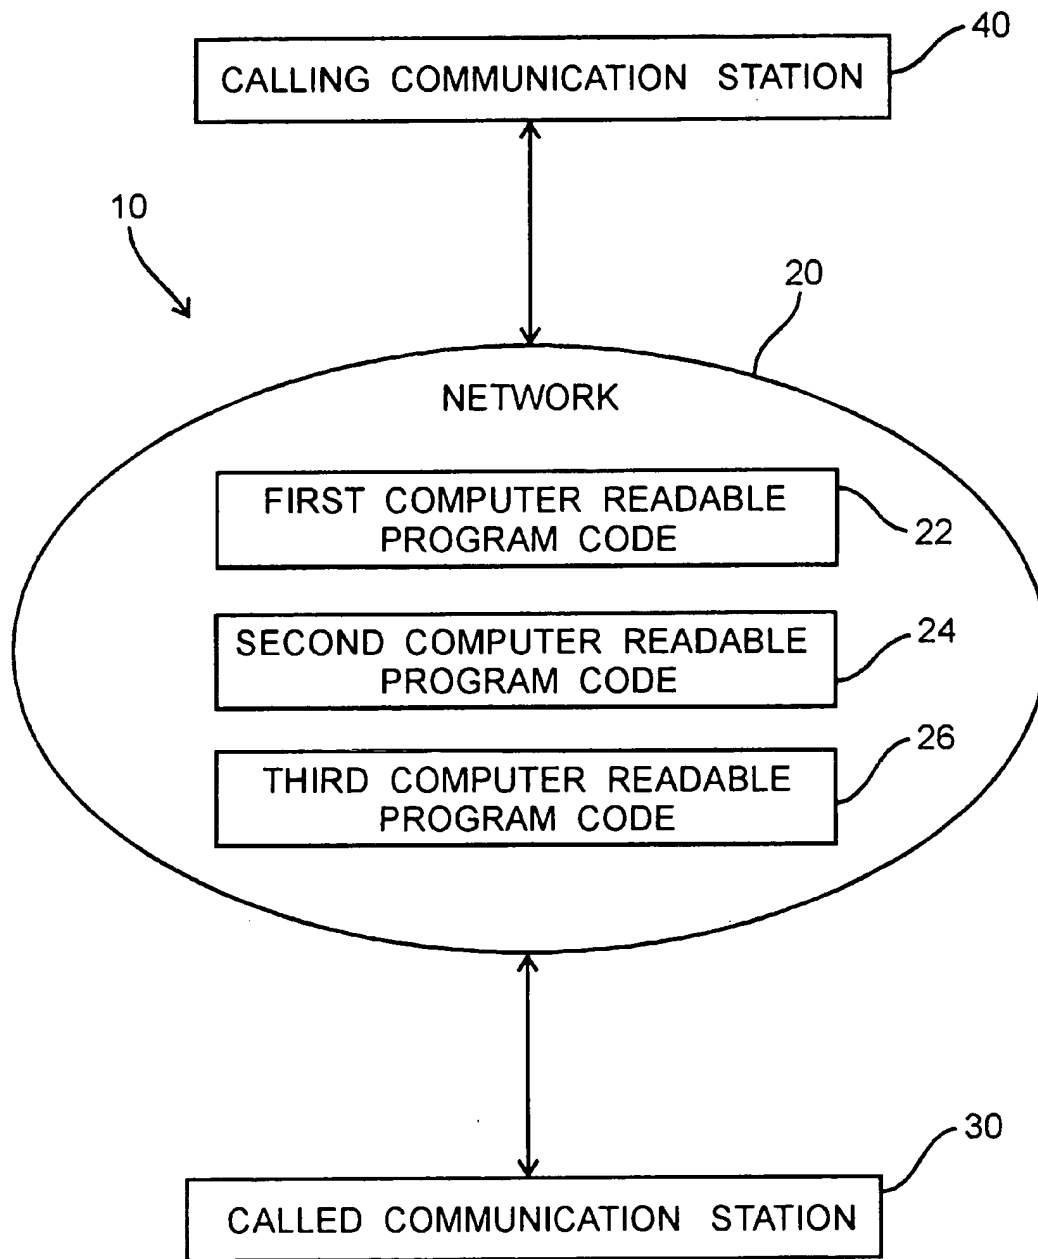 40
CALLING COMMUNICATION STATION
10
20
NETWORK
FIRST COMPUTER READABLE
PROGRAM CODE
22
SECOND COMPUTER READABLE
PROGRAM CODE
24
26
THIRD COMPUTER READABLE
PROGRAM CODE
30
CALLED COMMUNICATION STATION